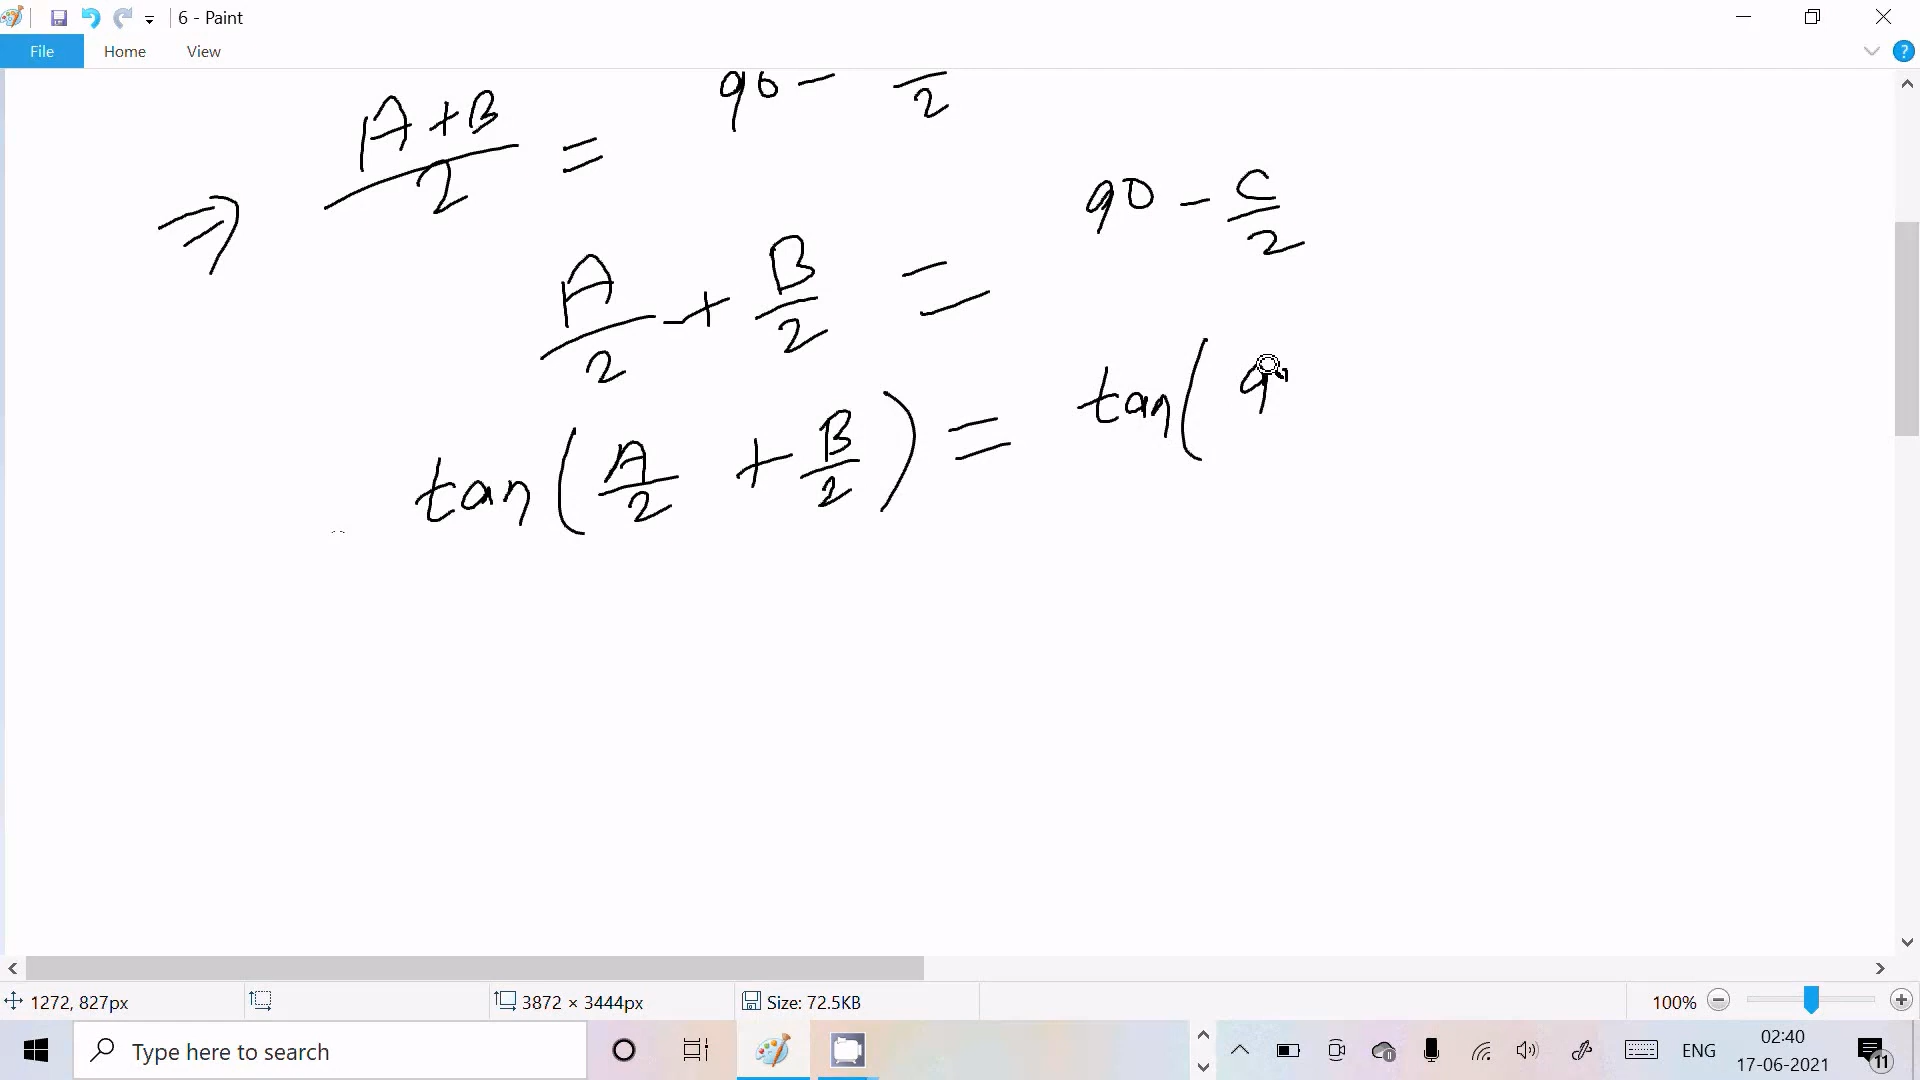 6 - Paint
File Home View
⇒ A+B/2 = 90 - /2
A/2 + B/2 = 90 - C/2
tan(A/2 + B/2) = tan( 9
1272, 827px 3872 × 3444px Size: 72.5KB 100%
Type here to search ENG 02:40
17-06-2021 11